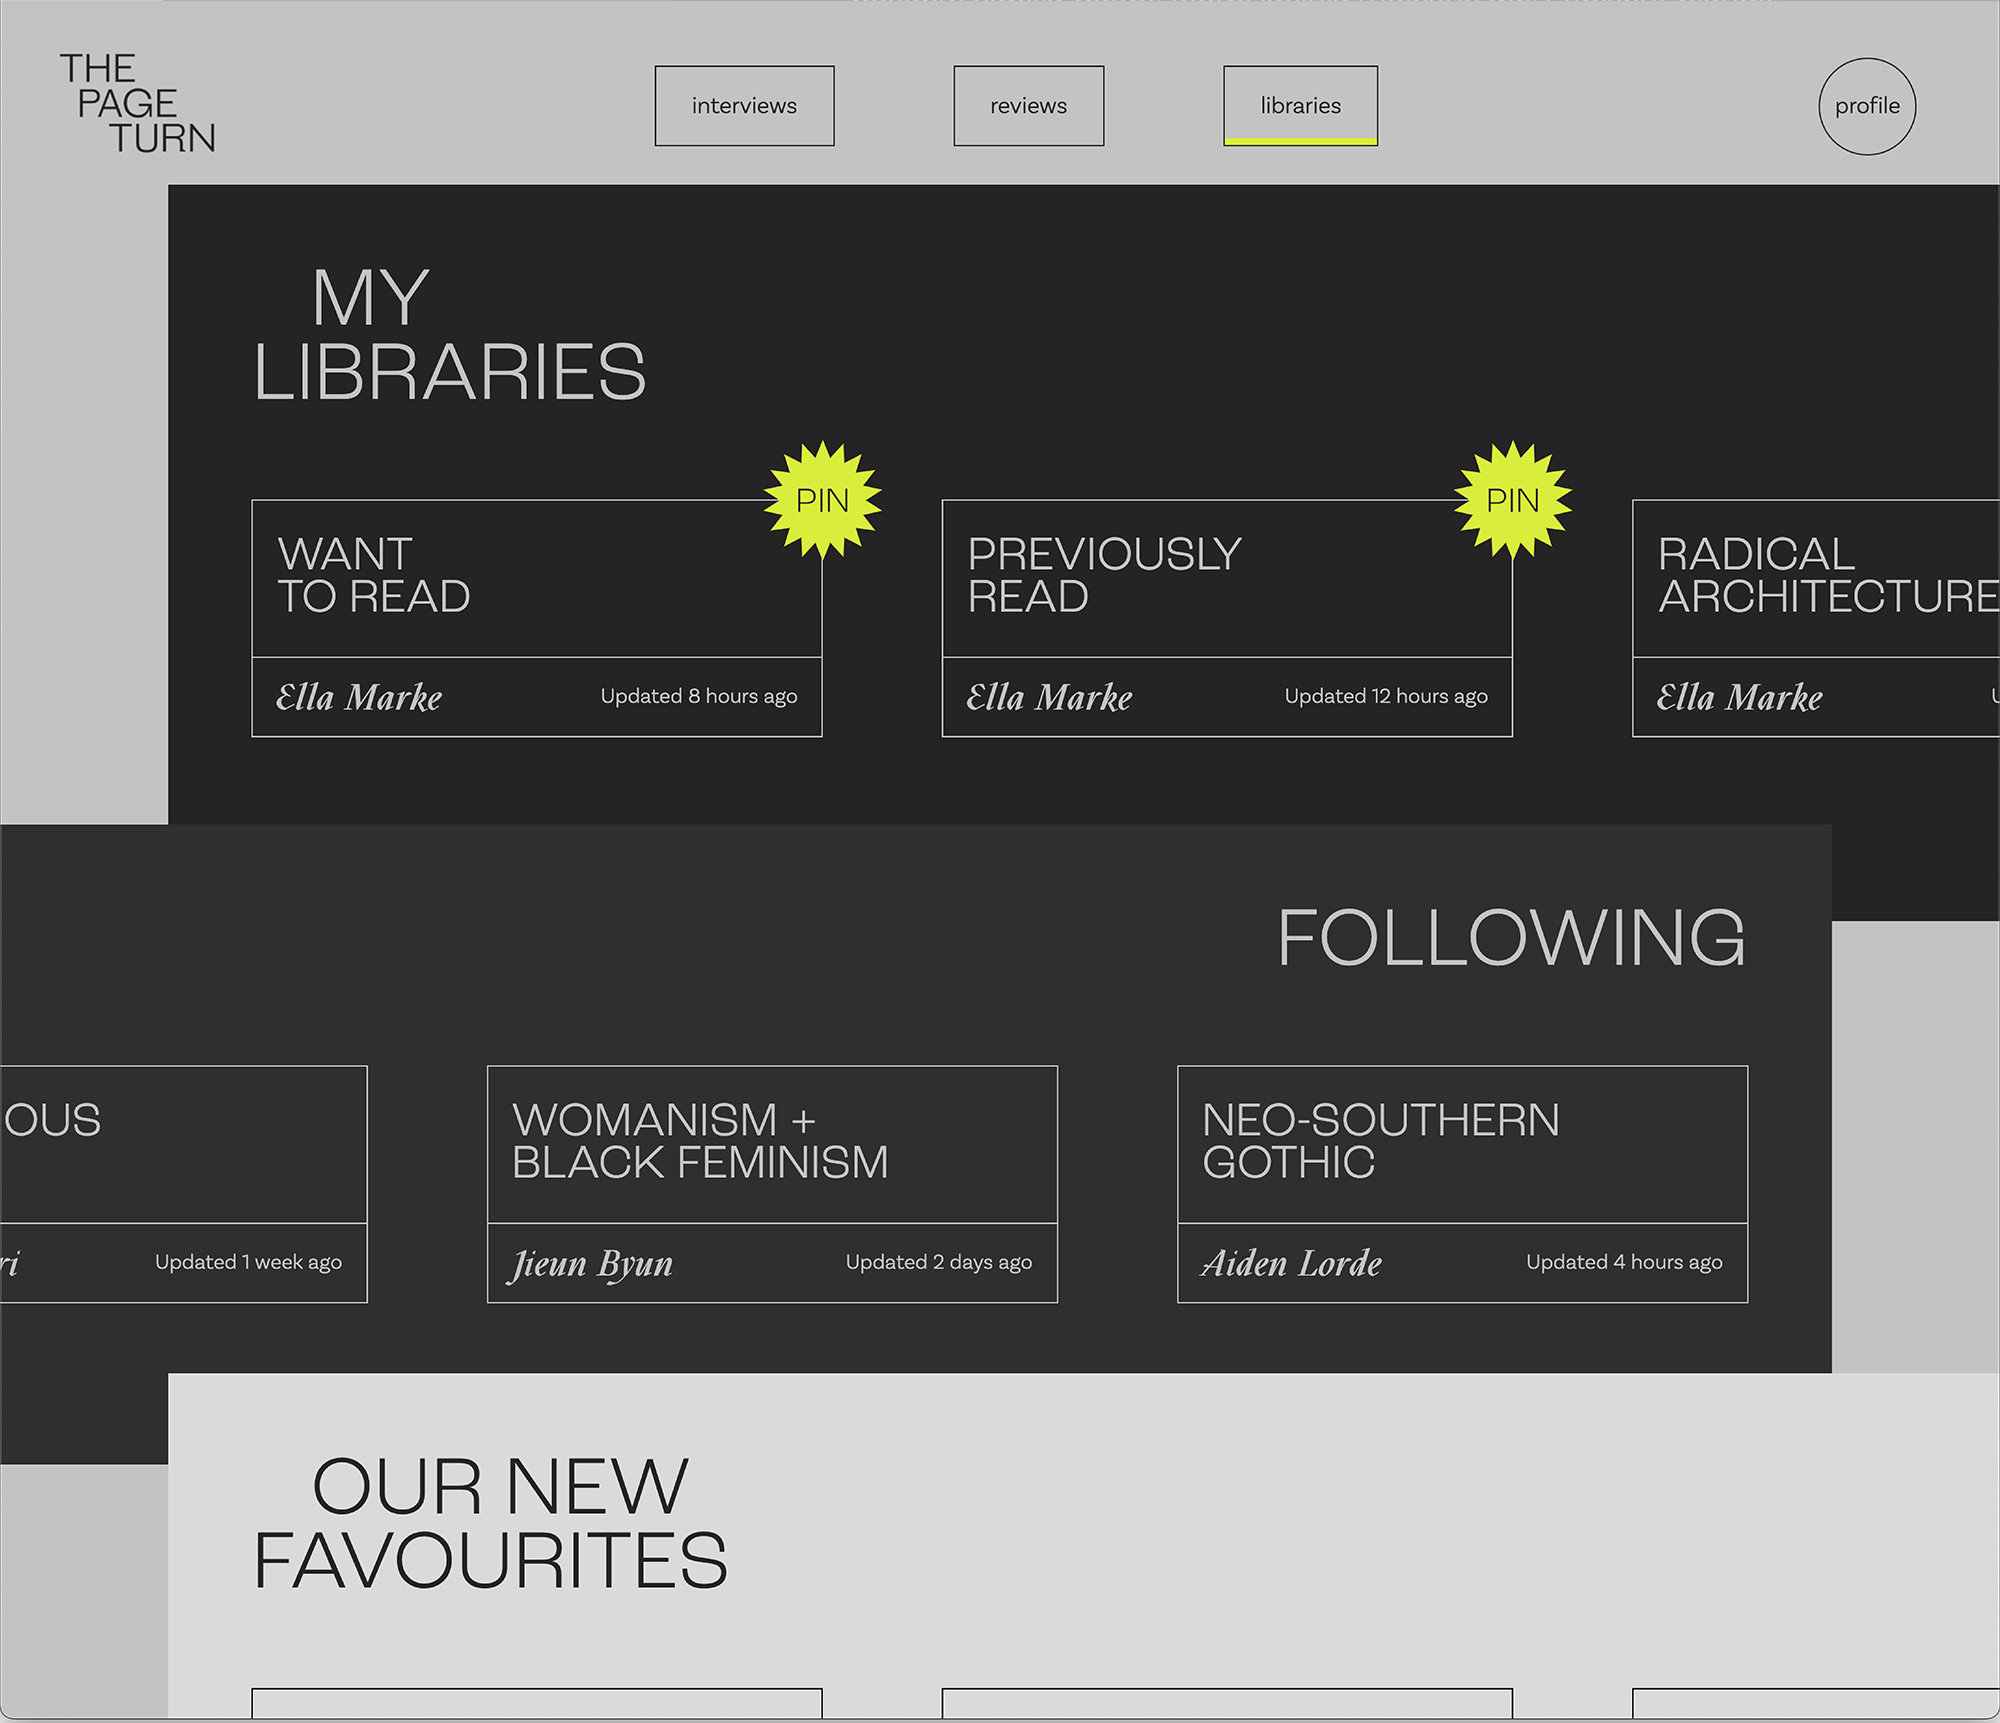 THE
PAGE
TURN
interviews
reviews
libraries
profile
MY
LIBRARIES
PIN
PIN
WANT
TO READ
PREVIOUSLY
READ
RADICAL
ARCHITECTURE
Ella Marke
Updated 8 hours ago
Ella Marke
Updated 12 hours ago
Ella Marke
FOLLOWING
OUS
WOMANISM +
BLACK FEMINISM
NEO-SOUTHERN
GOTHIC
ri
Updated 1 week ago
Jieun Byun
Updated 2 days ago
Aiden Lorde
Updated 4 hours ago
OUR NEW
FAVOURITES